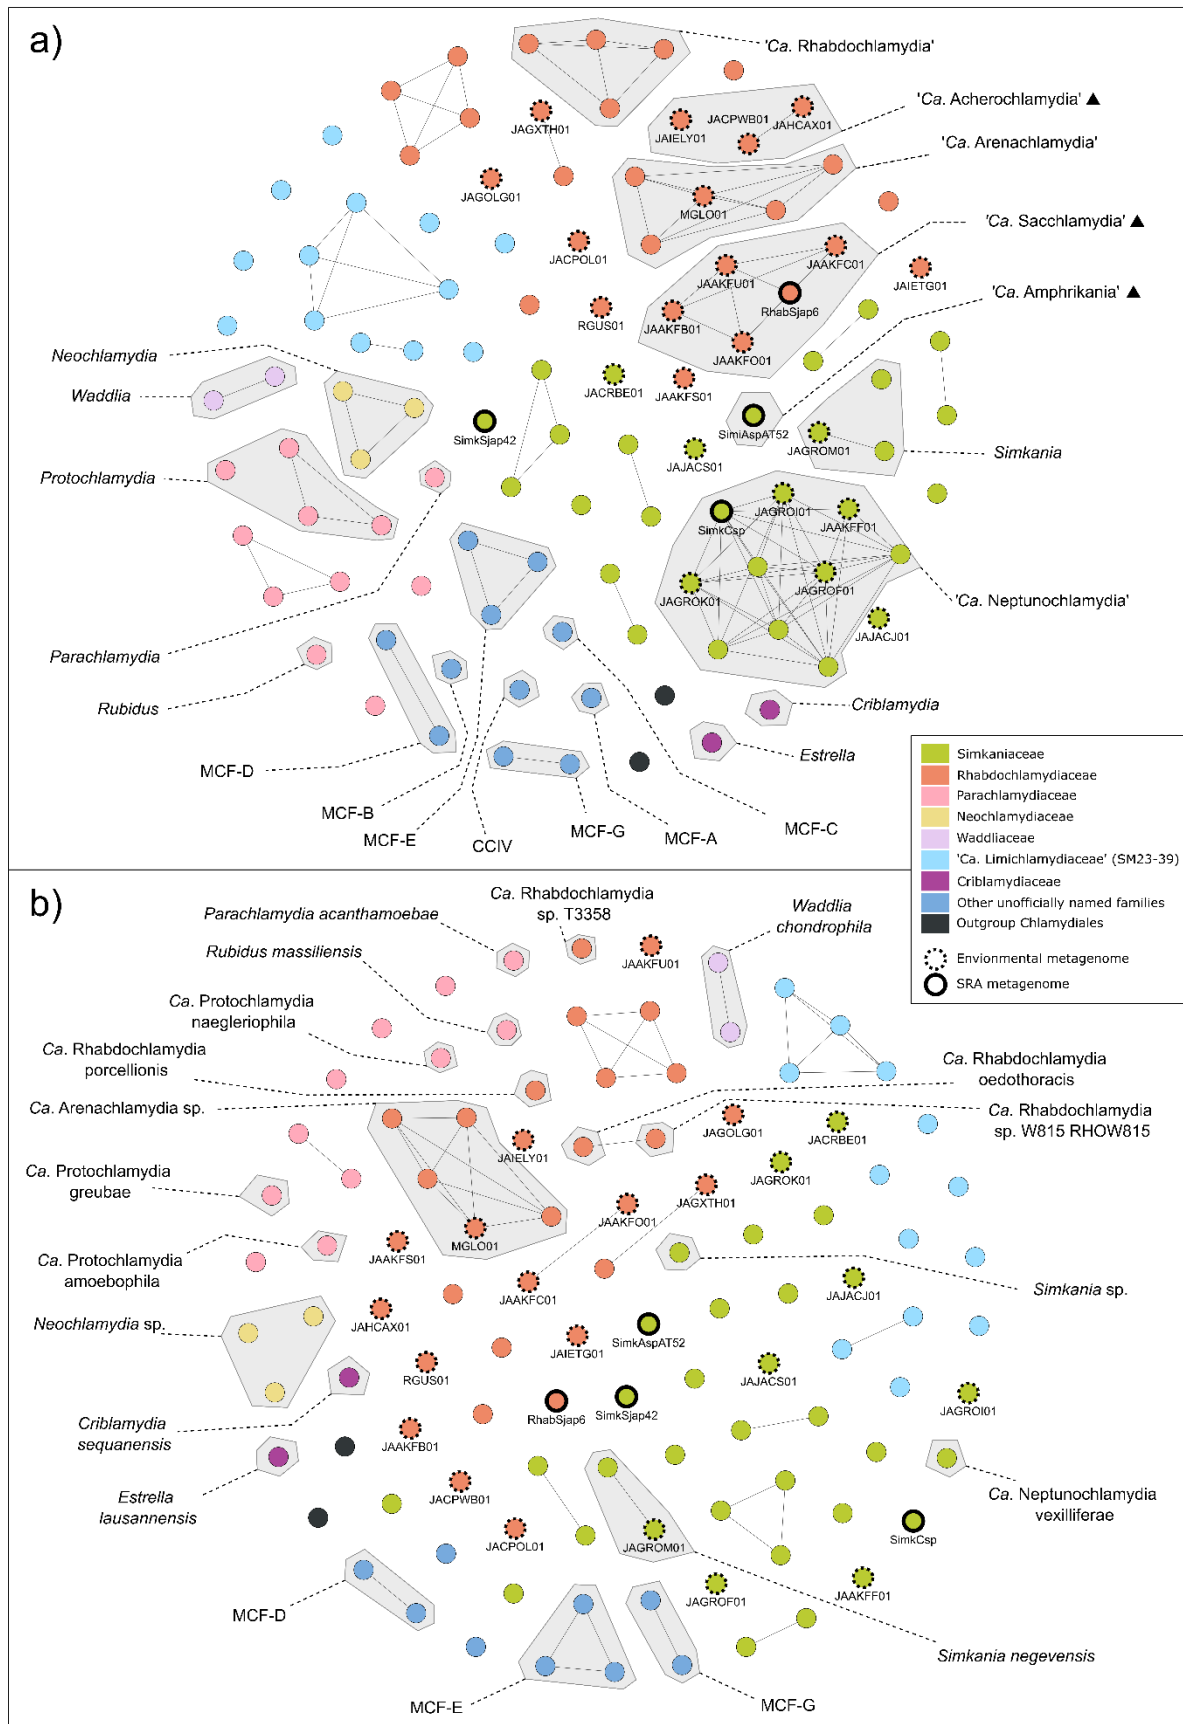 a)
'Ca. Rhabdochlamydia'
'Ca. Acherochlamydia' ▲
JAGXTH01
JAIELY01
JACPWB01
JAHCAX01
'Ca. Arenachlamydia'
JAGOLG01
MGLO01
'Ca. Sacchlamydia' ▲
JACPOL01
JAAKFU01
JAAKFC01
JAIETG01
'Ca. Amphrikania' ▲
RhabSjap6
RGUS01
JAAKFB01
JAAKFO01
Neochlamydia
Waddlia
JACRBE01
JAAKFS01
SimkSjap42
SimiAspAT52
JAGROM01
Simkania
JAJACS01
Protochlamydia
JAGROI01
JAAKFF01
SimkCsp
JAGROK01
JAGROF01
'Ca. Neptunochlamydia'
JAJACJ01
Parachlamydia
Rubidus
Criblamydia
Estrella
MCF-D
MCF-B
MCF-E
CCIV
MCF-G
MCF-A
MCF-C
Simkaniaceae
Rhabdochlamydiaceae
Parachlamydiaceae
Neochlamydiaceae
Waddliaceae
'Ca. Limichlamydiaceae' (SM23-39)
Criblamydiaceae
Other unofficially named families
Outgroup Chlamydiales
Envionmental metagenome
SRA metagenome
b)
Parachlamydia acanthamoebae
Ca. Rhabdochlamydia
sp. T3358
Waddlia
chondrophila
Rubidus massiliensis
JAAKFU01
Ca. Protochlamydia
naegleriophila
Ca. Rhabdochlamydia
porcellionis
Ca. Rhabdochlamydia
oedothoracis
Ca. Arenachlamydia sp.
Ca. Rhabdochlamydia
sp. W815 RHOW815
JAIELY01
JAGOLG01
JACRBE01
Ca. Protochlamydia
greubae
JAGROK01
JAGXTH01
JAAKFO01
MGLO01
JAAKFS01
Ca. Protochlamydia
amoebophila
Simkania sp.
JAJACJ01
JAAKFC01
JAHCAX01
Neochlamydia sp.
JAIETG01
SimkAspAT52
RGUS01
JAJACS01
JAGROI01
RhabSjap6
SimkSjap42
Criblamydia
sequanensis
JAAKFB01
Estrella
lausannensis
JACPWB01
Ca. Neptunochlamydia
vexilliferae
JACPOL01
JAGROM01
SimkCsp
JAGROF01
JAAKFF01
MCF-D
Simkania negevensis
MCF-E
MCF-G